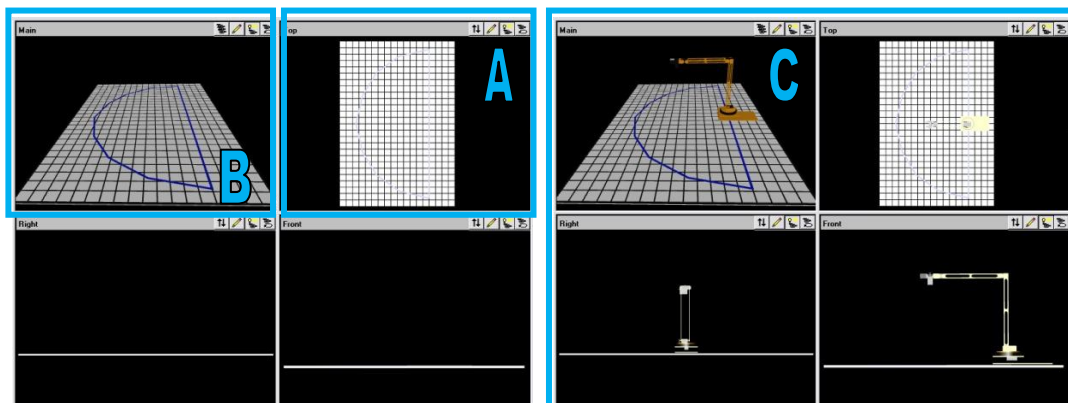 Main
Top
A
B
Right
Front
Main
Top
C
Right
Front